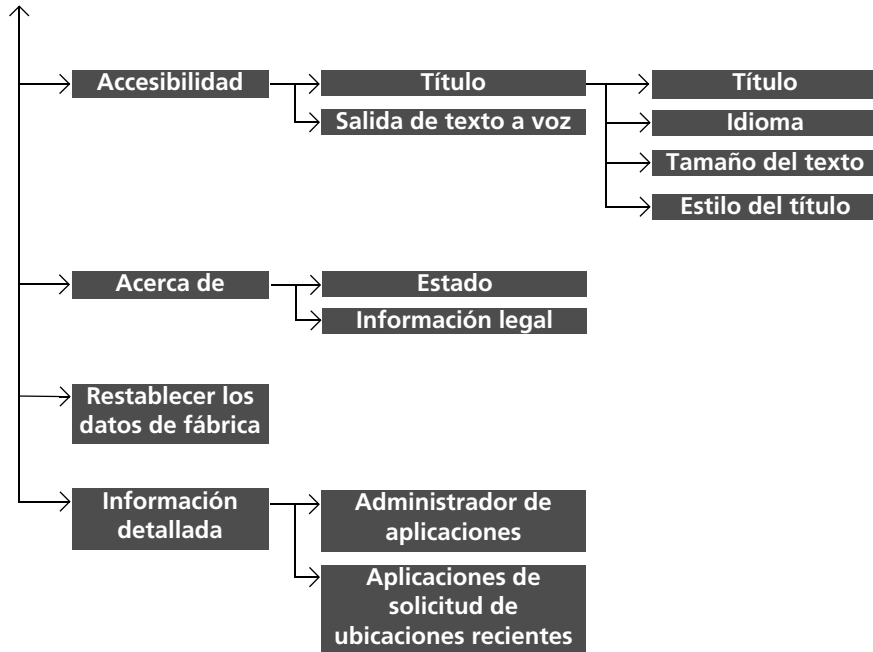 Accesibilidad
Título
Título
Salida de texto a voz
Idioma
Tamaño del texto
Estilo del título
Acerca de
Estado
Información legal
Restablecer los
datos de fábrica
Información
detallada
Administrador de
aplicaciones
Aplicaciones de
solicitud de
ubicaciones recientes